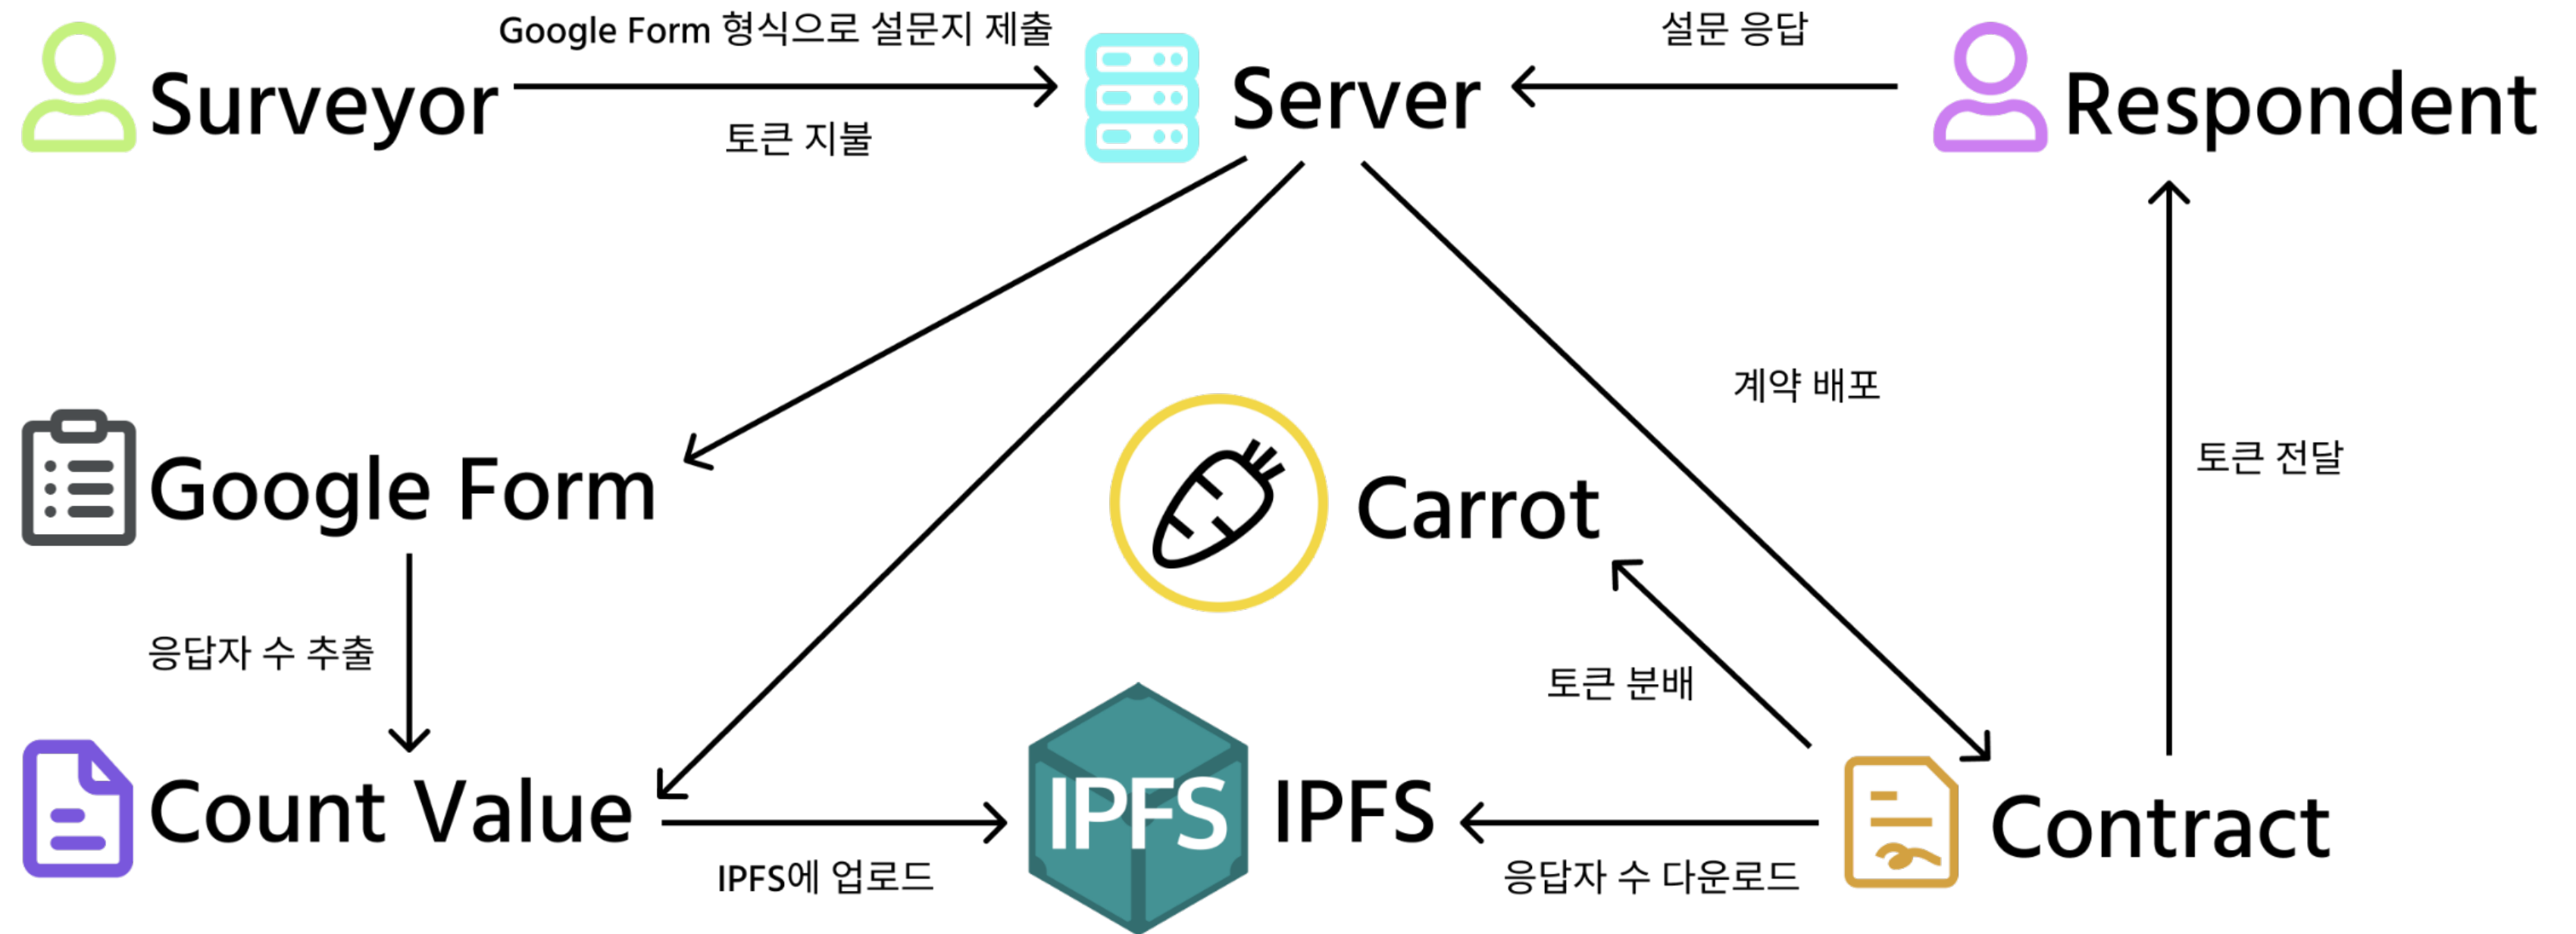 Google Form 형식으로 설문지 제출
설문 응답
Surveyor
Server
Respondent
토큰 지불
계약 배포
토큰 전달
Google Form
Carrot
응답자 수 추출
토큰 분배
Count Value
IPFS
IPFS
Contract
IPFS에 업로드
응답자 수 다운로드